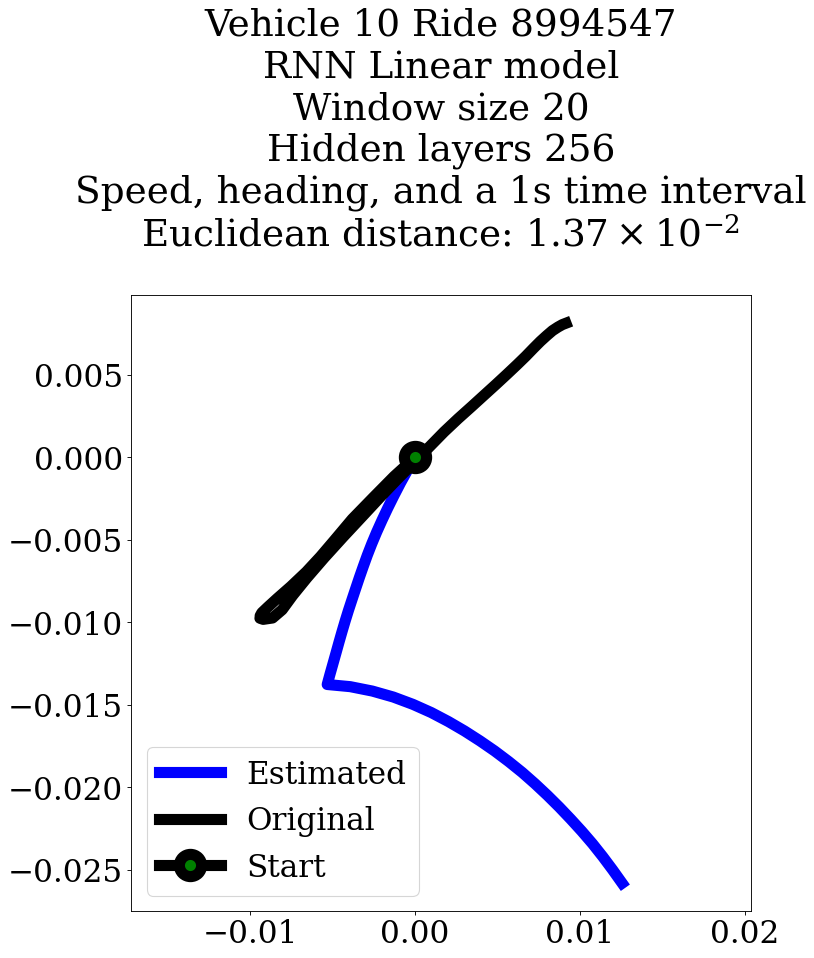 Vehicle 10 Ride 8994547
RNN Linear model
Window size 20
Hidden layers 256
Speed, heading, and a 1s time interval
Euclidean distance: 1.37 × 10⁻²
0.005
0.000
−0.005
−0.010
−0.015
−0.020
−0.025
Estimated
Original
Start
−0.01 0.00 0.01 0.02